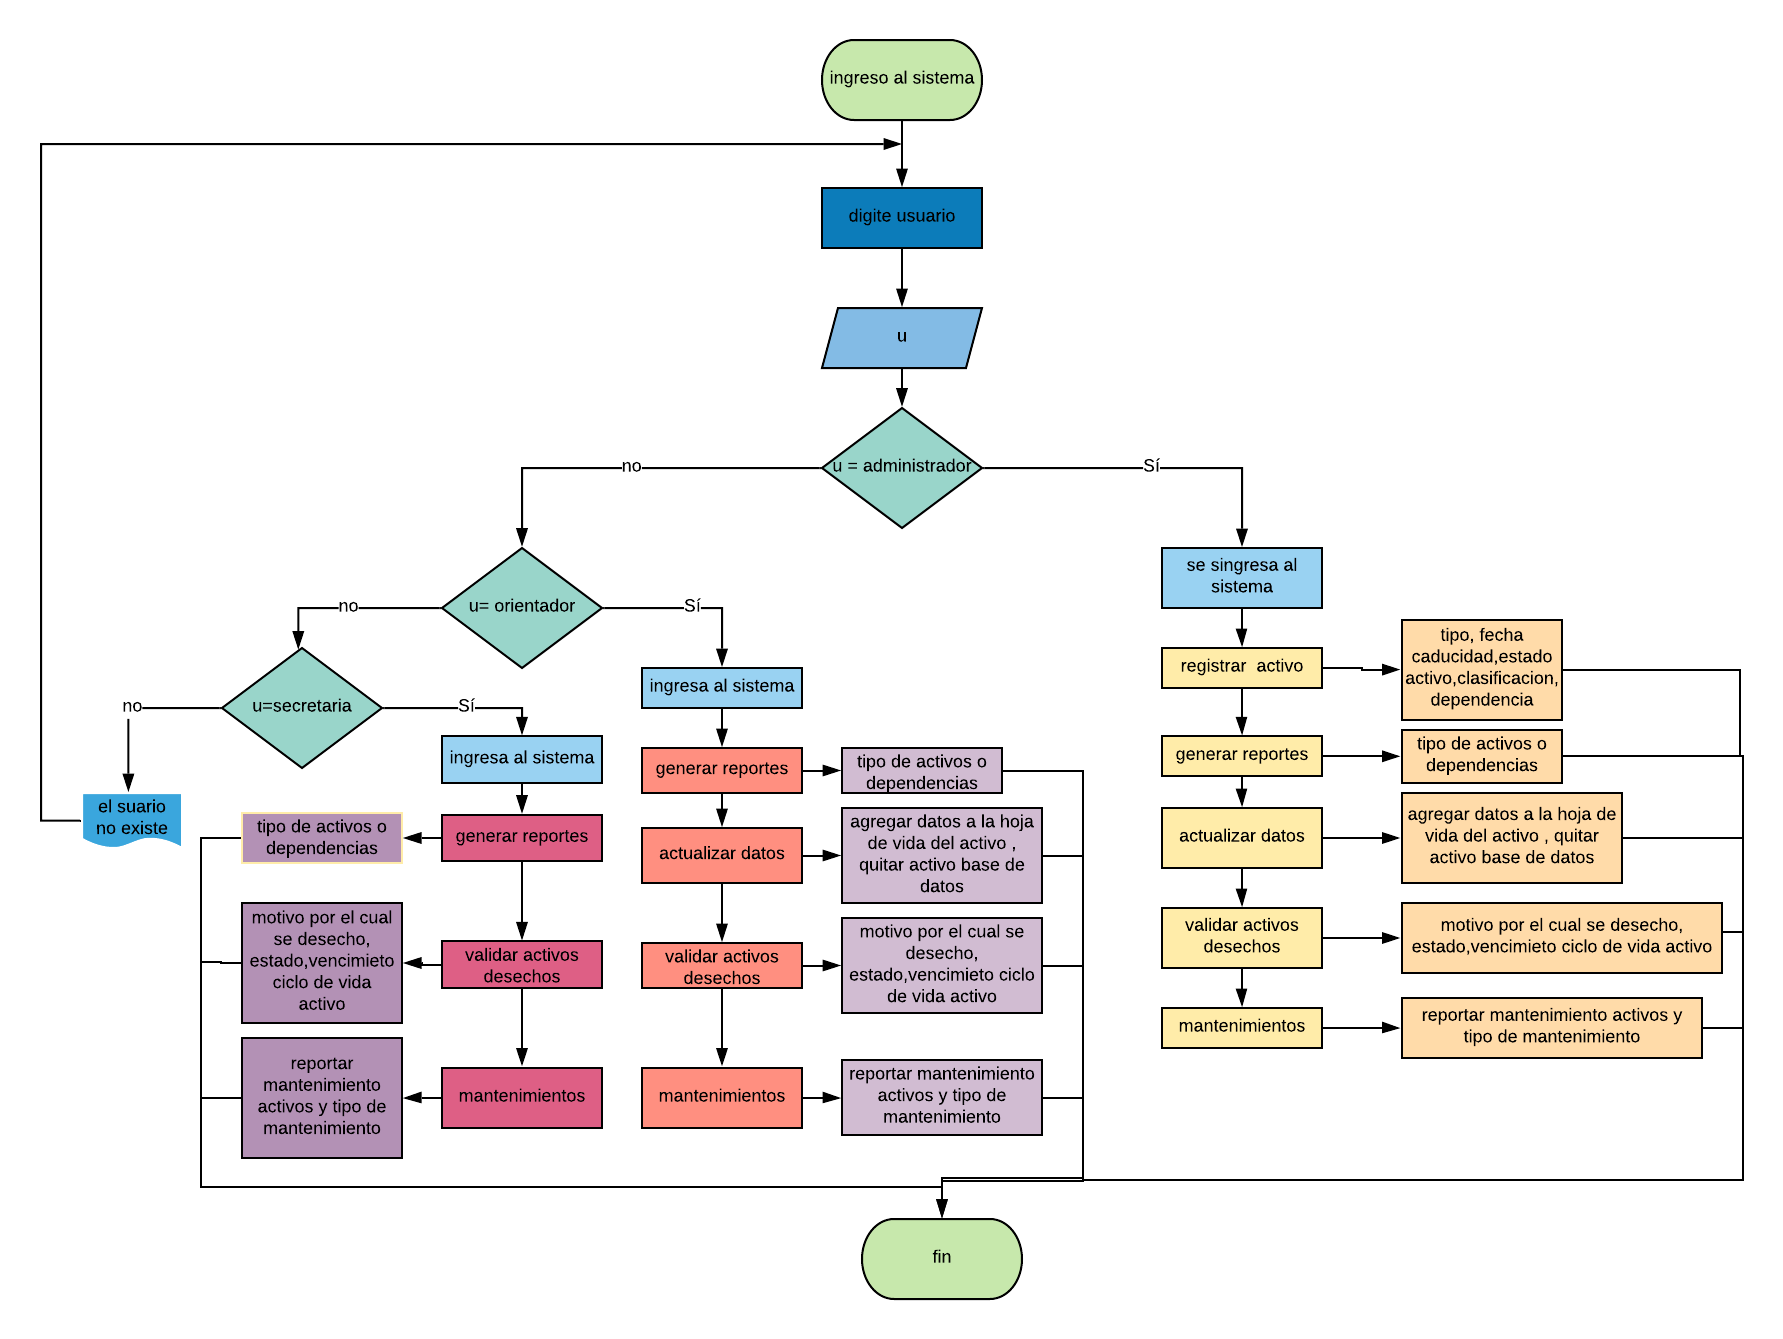 ingreso al sistema
digite usuario
u
u = administrador
no
Sí
u= orientador
no
Sí
u=secretaria
no
Sí
el suario
no existe
ingresa al sistema
generar reportes
tipo de activos o
dependencias
validar activos
desechos
motivo por el cual
se desecho,
estado,vencimieto
ciclo de vida
activo
mantenimientos
reportar
mantenimiento
activos y tipo de
mantenimiento
ingresa al sistema
generar reportes
tipo de activos o
dependencias
actualizar datos
agregar datos a la hoja
de vida del activo ,
quitar activo base de
datos
validar activos
desechos
motivo por el cual se
desecho,
estado,vencimieto ciclo
de vida activo
mantenimientos
reportar mantenimiento
activos y tipo de
mantenimiento
se singresa al
sistema
registrar activo
tipo, fecha
caducidad,estado
activo,clasificacion,
dependencia
generar reportes
tipo de activos o
dependencias
actualizar datos
agregar datos a la hoja de
vida del activo , quitar
activo base de datos
validar activos
desechos
motivo por el cual se desecho,
estado,vencimieto ciclo de vida activo
mantenimientos
reportar mantenimiento activos y
tipo de mantenimiento
fin